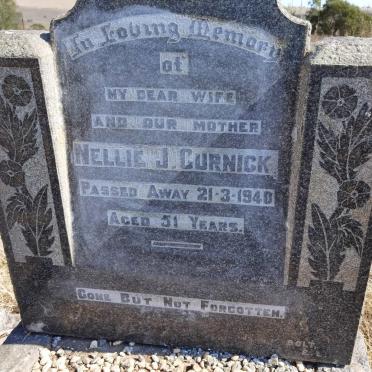 In Loving Memory
of
MY DEAR WIFE
AND OUR MOTHER
NELLIE J. CURNICK
PASSED AWAY 21-3-1940
AGED 51 YEARS.
GONE BUT NOT FORGOTTEN.